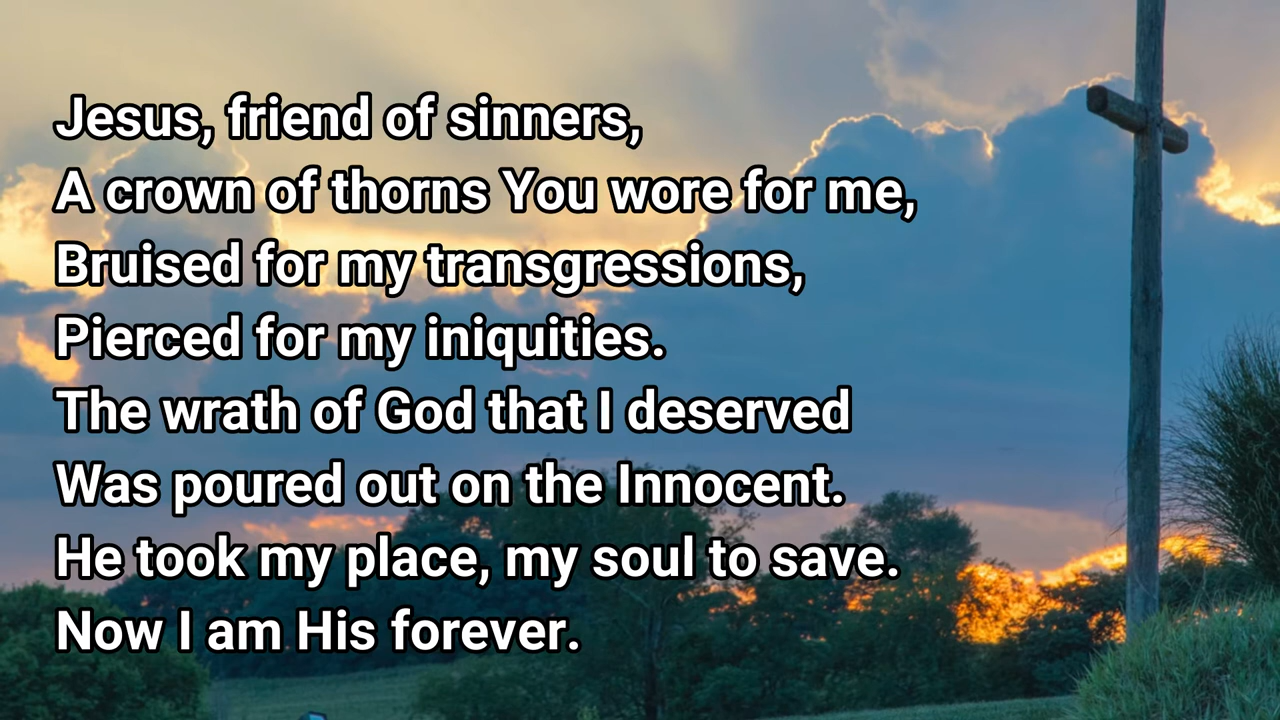 Jesus, friend of sinners,
A crown of thorns You wore for me,
Bruised for my transgressions,
Pierced for my iniquities.
The wrath of God that I deserved
Was poured out on the Innocent.
He took my place, my soul to save.
Now I am His forever.